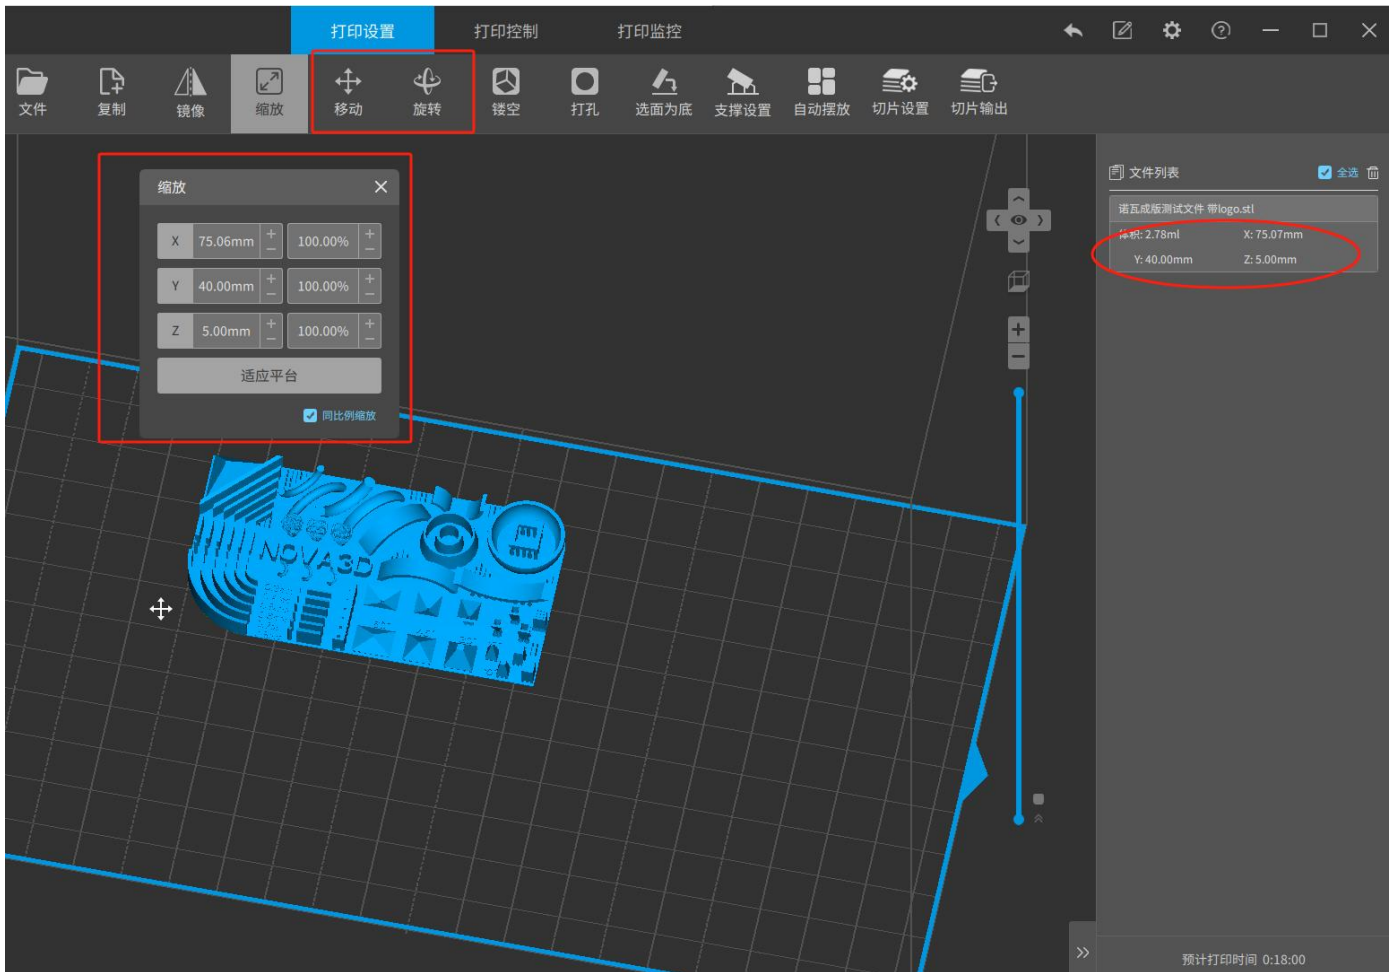 打印设置 打印控制 打印监控
文件 复制 镜像 缩放 移动 旋转 镂空 打孔 选面为底 支撑设置 自动摆放 切片设置 切片输出
缩放
X 75.06mm 100.00%
Y 40.00mm 100.00%
Z 5.00mm 100.00%
适应平台
同比例缩放
NOVA3D
文件列表 全选
诺瓦成版测试文件 带logo.stl
体积: 2.78ml X: 75.07mm
Y: 40.00mm Z: 5.00mm
预计打印时间 0:18:00